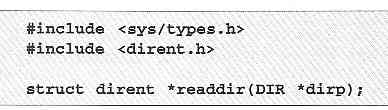 #include <sys/types.h>
#include <dirent.h>
struct dirent *readdir(DIR *dirp);